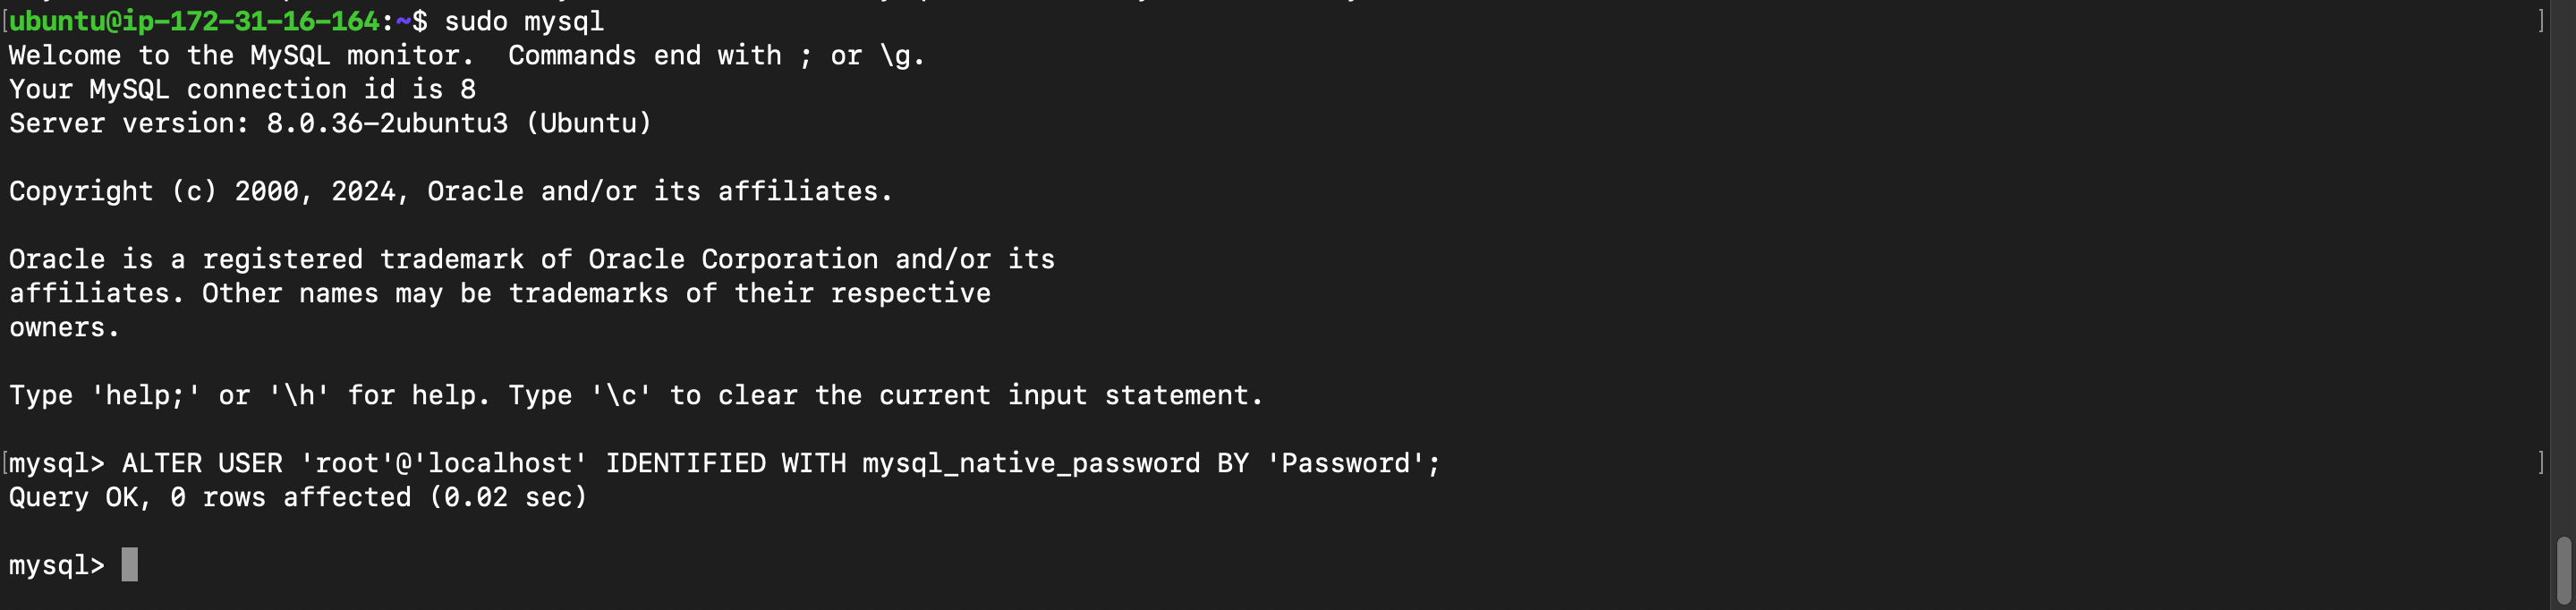 [ubuntu@ip-172-31-16-164:~$ sudo mysql ]
Welcome to the MySQL monitor.  Commands end with ; or \g.
Your MySQL connection id is 8
Server version: 8.0.36-2ubuntu3 (Ubuntu)
Copyright (c) 2000, 2024, Oracle and/or its affiliates.
Oracle is a registered trademark of Oracle Corporation and/or its
affiliates. Other names may be trademarks of their respective
owners.
Type 'help;' or '\h' for help. Type '\c' to clear the current input statement.
[mysql> ALTER USER 'root'@'localhost' IDENTIFIED WITH mysql_native_password BY 'Password'; ]
Query OK, 0 rows affected (0.02 sec)
mysql>